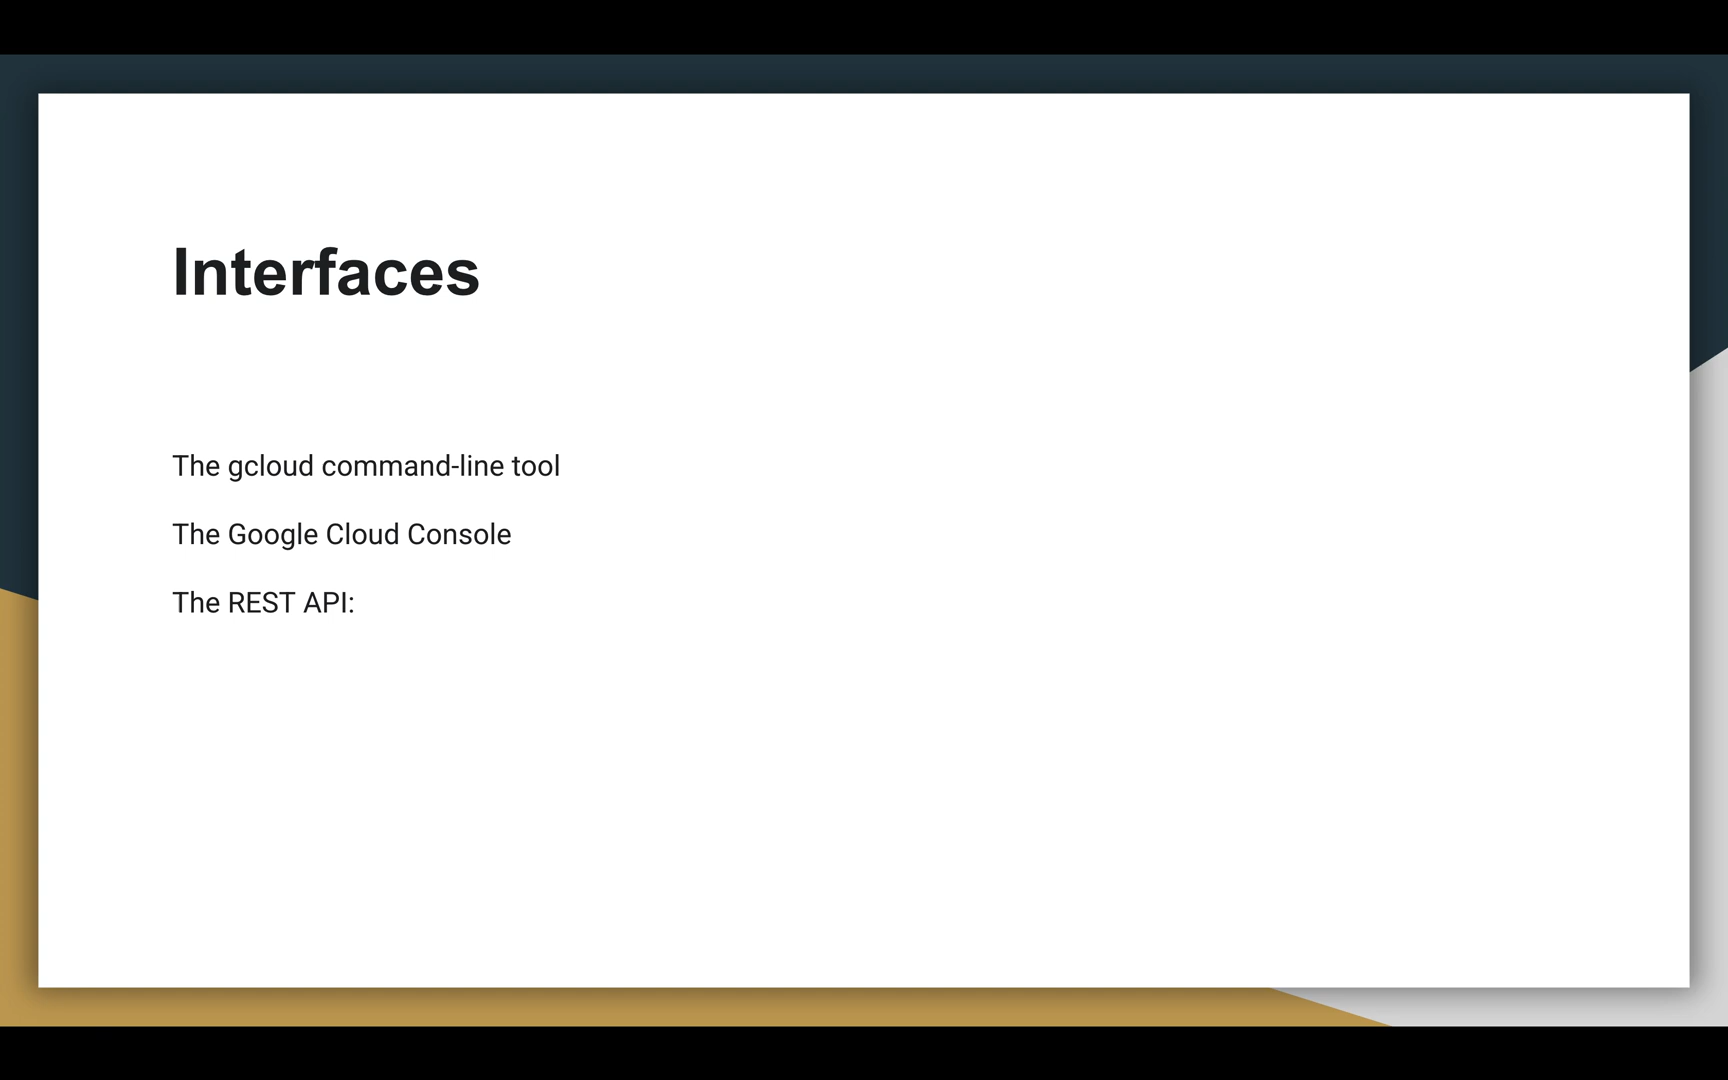 Interfaces
The gcloud command-line tool
The Google Cloud Console
The REST API: